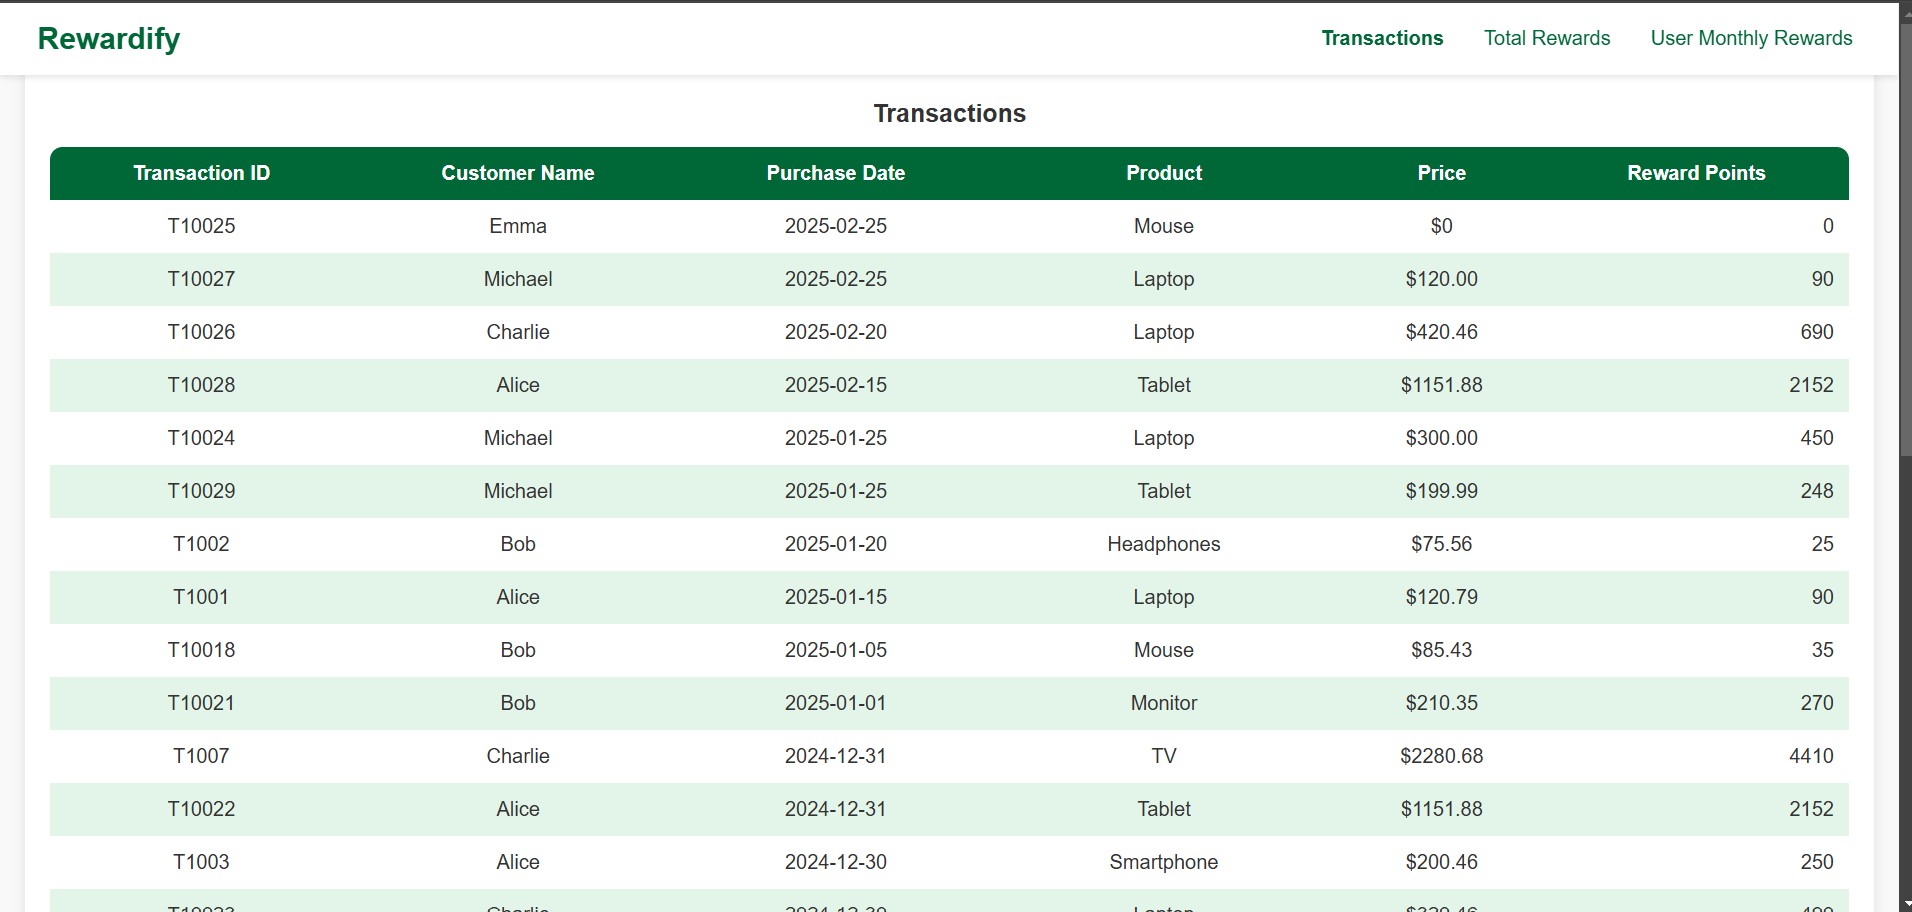 Rewardify Transactions Total Rewards User Monthly Rewards
Transactions
Transaction ID Customer Name Purchase Date Product Price Reward Points
T10025 Emma 2025-02-25 Mouse $0 0
T10027 Michael 2025-02-25 Laptop $120.00 90
T10026 Charlie 2025-02-20 Laptop $420.46 690
T10028 Alice 2025-02-15 Tablet $1151.88 2152
T10024 Michael 2025-01-25 Laptop $300.00 450
T10029 Michael 2025-01-25 Tablet $199.99 248
T1002 Bob 2025-01-20 Headphones $75.56 25
T1001 Alice 2025-01-15 Laptop $120.79 90
T10018 Bob 2025-01-05 Mouse $85.43 35
T10021 Bob 2025-01-01 Monitor $210.35 270
T1007 Charlie 2024-12-31 TV $2280.68 4410
T10022 Alice 2024-12-31 Tablet $1151.88 2152
T1003 Alice 2024-12-30 Smartphone $200.46 250
Charlie Laptop